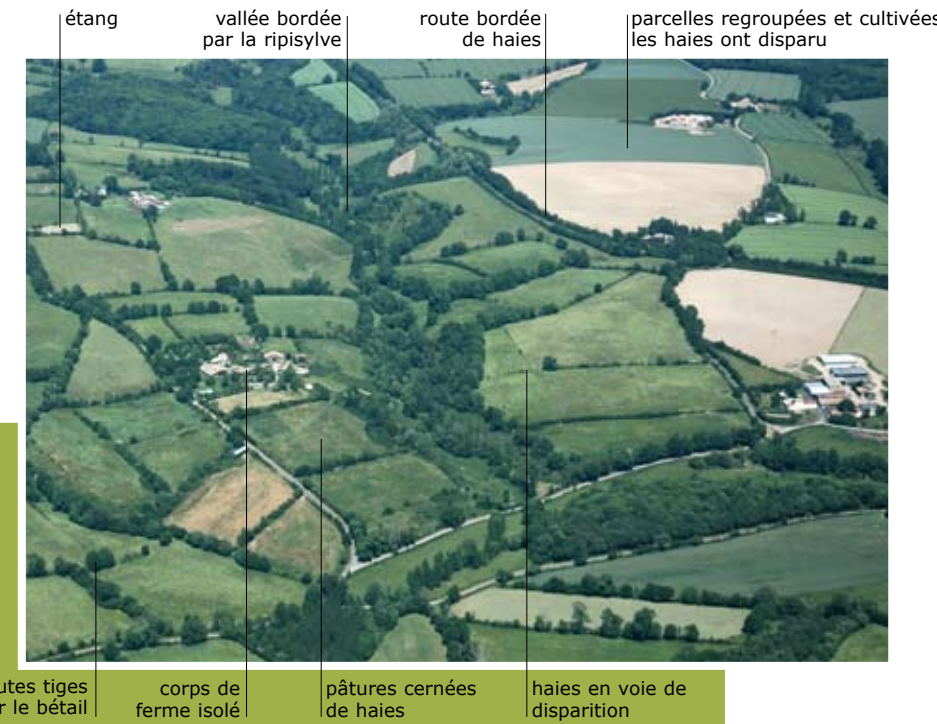 étang
vallée bordée
par la ripisylve
route bordée
de haies
parcelles regroupées et cultivées
les haies ont disparu
tiges
le bétail
corps de
ferme isolé
pâtures cernées
de haies
haies en voie de
disparition